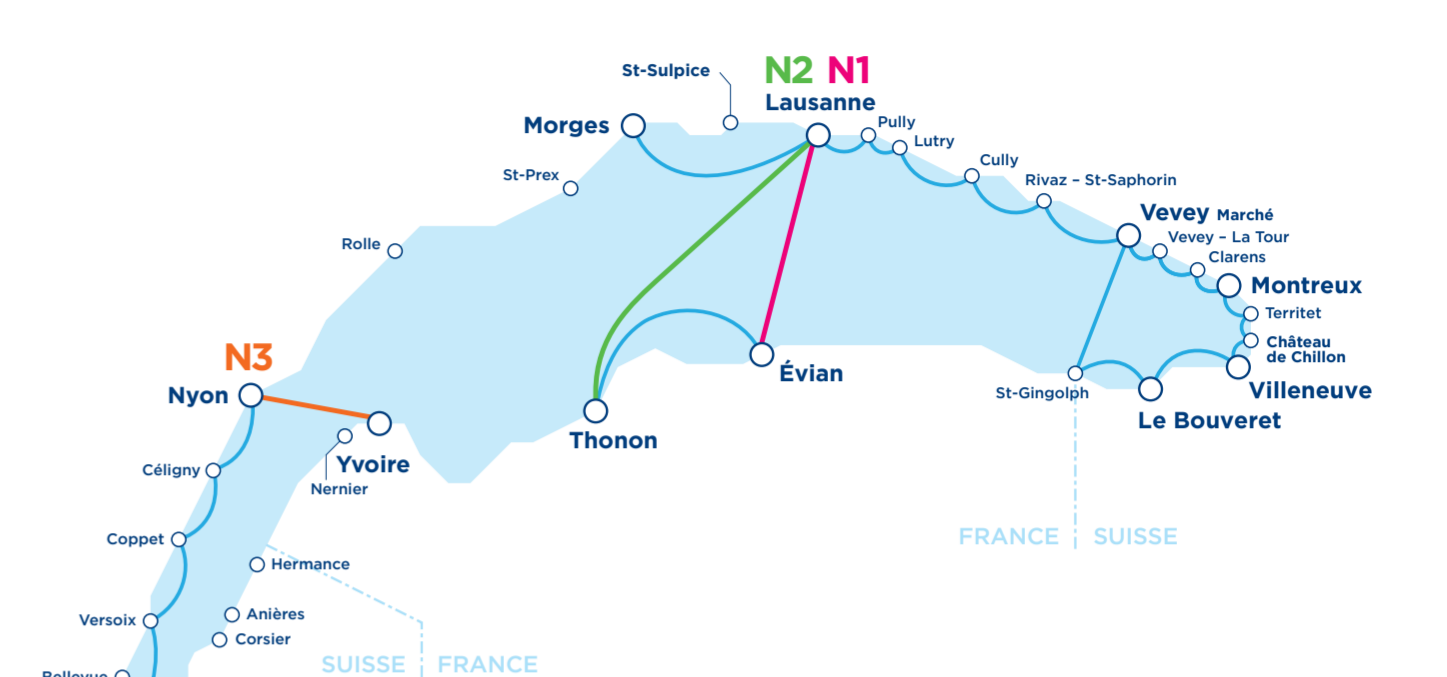 St-Sulpice
N2 N1
Lausanne
Morges
Pully
Lutry
Cully
St-Prex
Rivaz – St-Saphorin
Vevey Marché
Vevey – La Tour
Clarens
Rolle
Montreux
Territet
Château
de Chillon
N3
Nyon
Évian
St-Gingolph
Villeneuve
Le Bouveret
Thonon
Yvoire
Céligny
Nernier
Coppet
FRANCE
SUISSE
Hermance
Anières
Versoix
Corsier
SUISSE
FRANCE
Bellevue